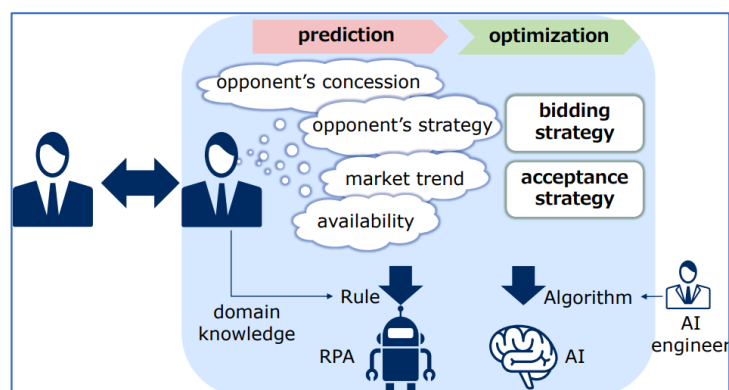 prediction
optimization
opponent's concession
opponent's strategy
market trend
availability
bidding
strategy
acceptance
strategy
domain
knowledge
Rule
RPA
Algorithm
AI
AI
engineer